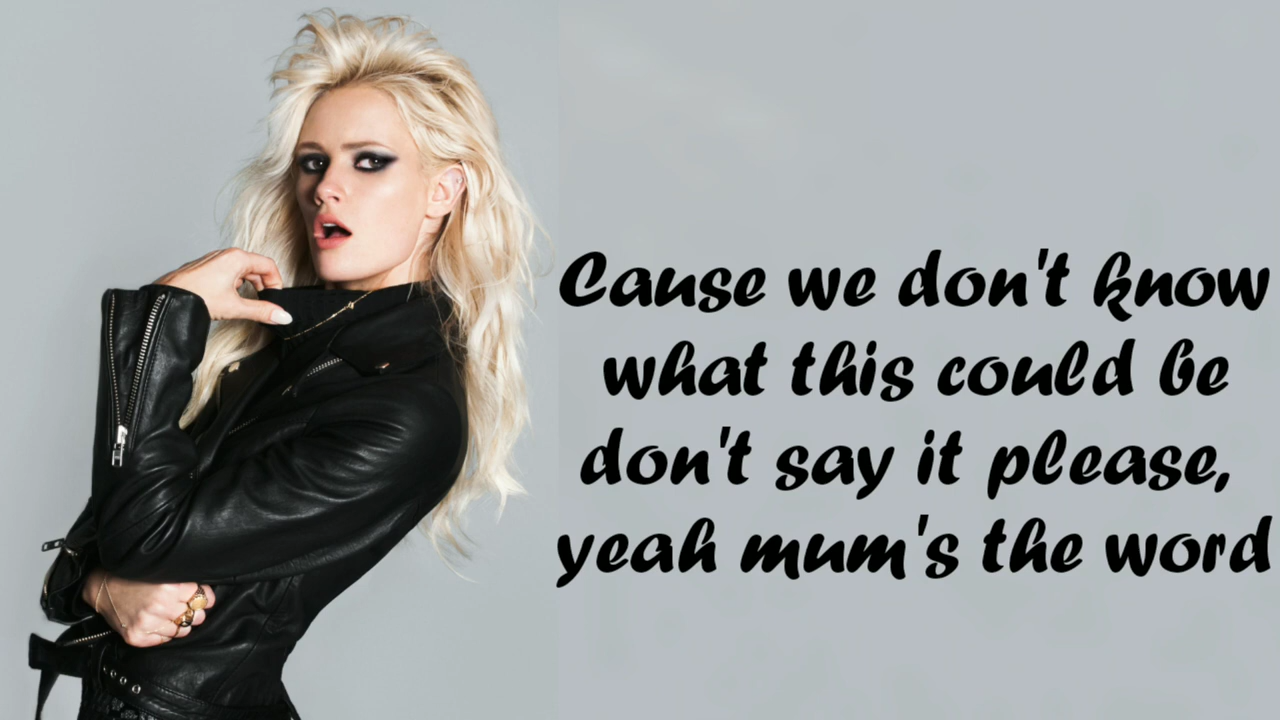 Cause we don't know
what this could be
don't say it please,
yeah mum's the word